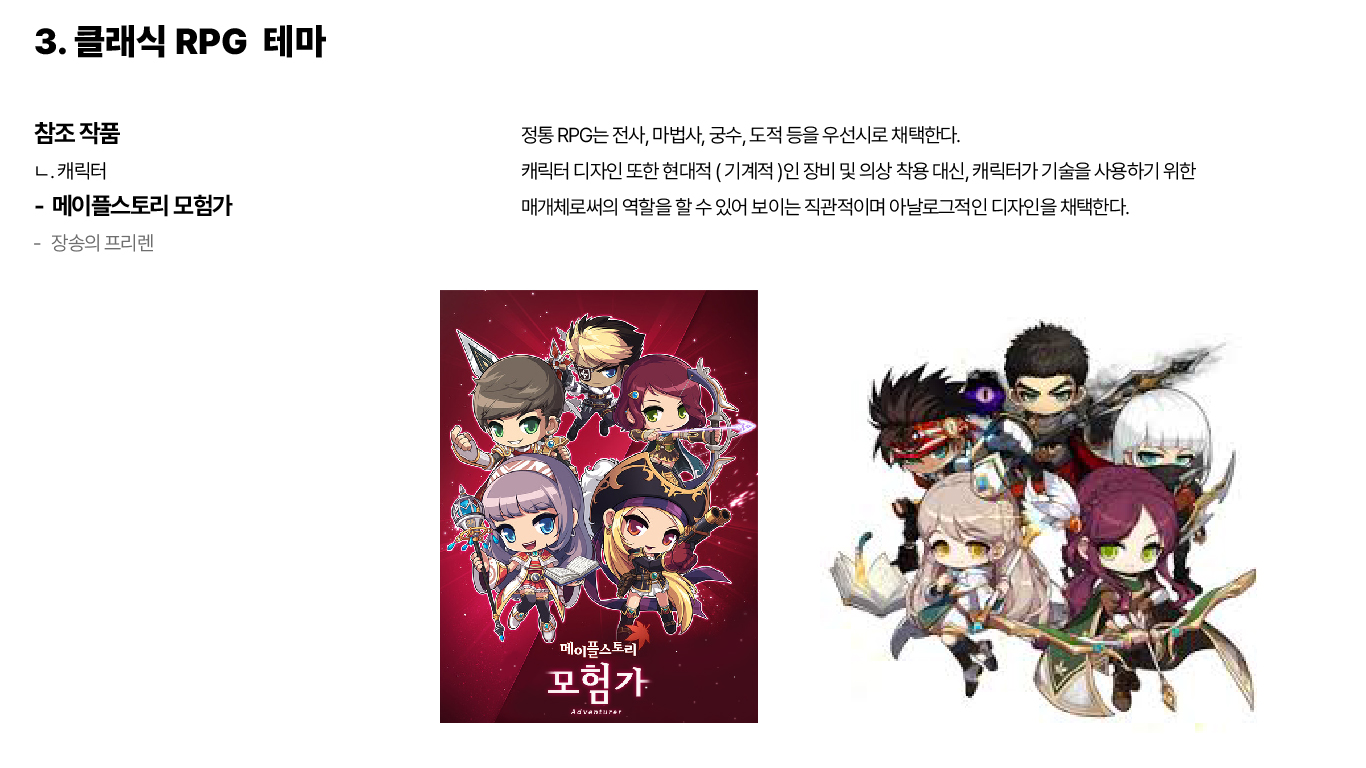 3. 클래식 RPG 테마
참조 작품
ㄴ. 캐릭터
- 메이플스토리 모험가
- 장송의 프리렌
정통 RPG는 전사, 마법사, 궁수, 도적 등을 우선시로 채택한다.
캐릭터 디자인 또한 현대적 ( 기계적 )인 장비 및 의상 착용 대신, 캐릭터가 기술을 사용하기 위한
매개체로써의 역할을 할 수 있어 보이는 직관적이며 아날로그적인 디자인을 채택한다.
메이플스토리
모험가
Adventurer